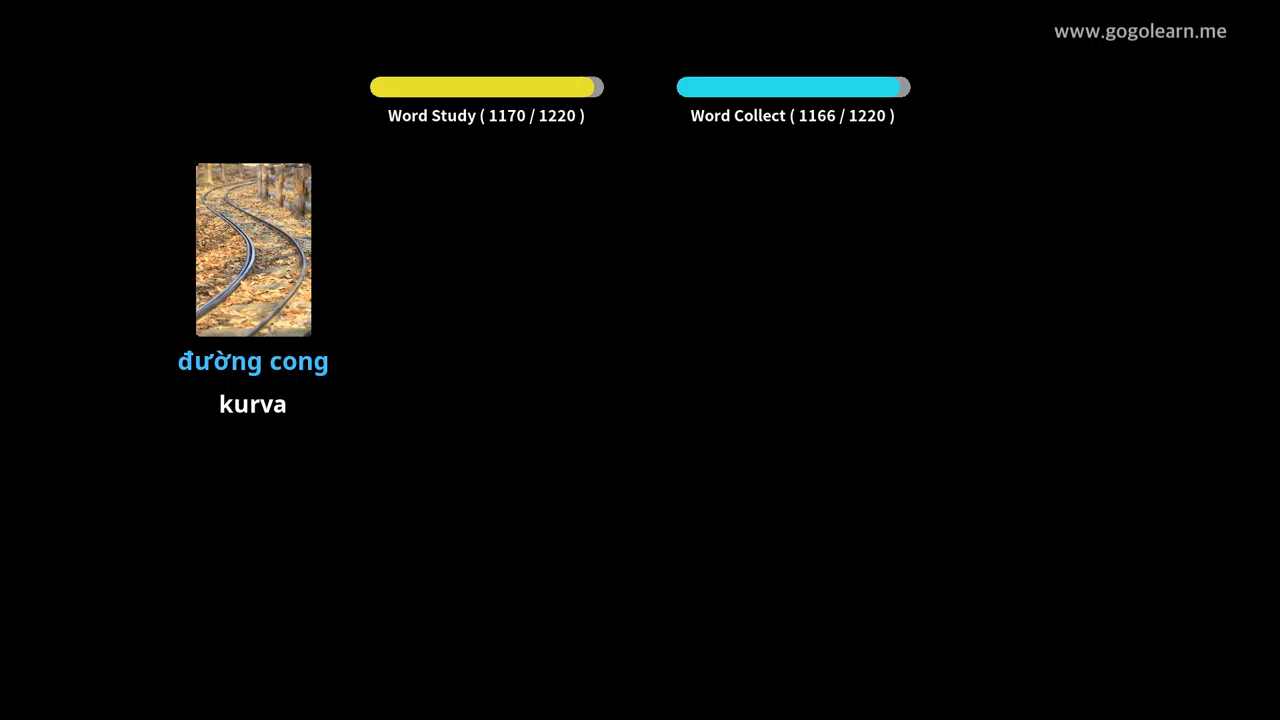 www.gogolearn.me
Word Study ( 1170 / 1220 )
Word Collect ( 1166 / 1220 )
đường cong
kurva